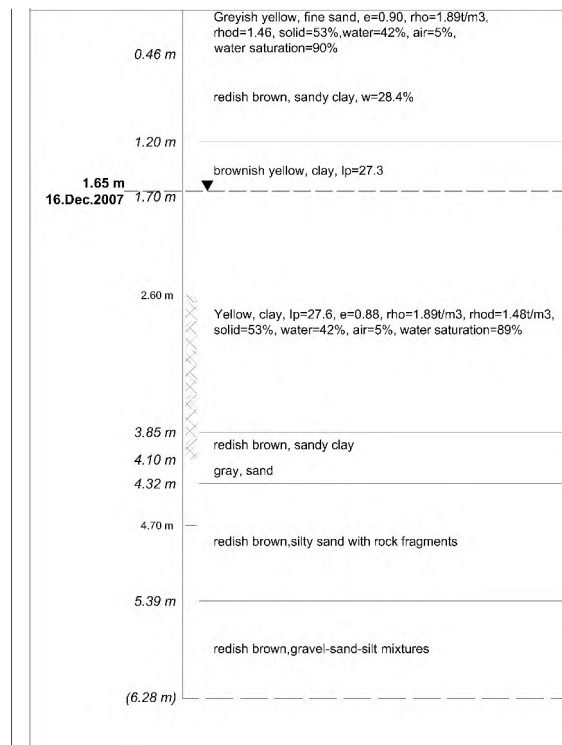 Greyish yellow, fine sand, e=0.90, rho=1.89t/m3,
rhod=1.46, solid=53%,water=42%, air=5%,
water saturation=90%
0.46 m
redish brown, sandy clay, w=28.4%
1.20 m
brownish yellow, clay, Ip=27.3
1.65 m
16.Dec.2007
1.70 m
2.60 m
Yellow, clay, Ip=27.6, e=0.88, rho=1.89t/m3, rhod=1.48t/m3,
solid=53%, water=42%, air=5%, water saturation=89%
3.85 m
redish brown, sandy clay
4.10 m
gray, sand
4.32 m
4.70 m
redish brown,silty sand with rock fragments
5.39 m
redish brown,gravel-sand-silt mixtures
(6.28 m)